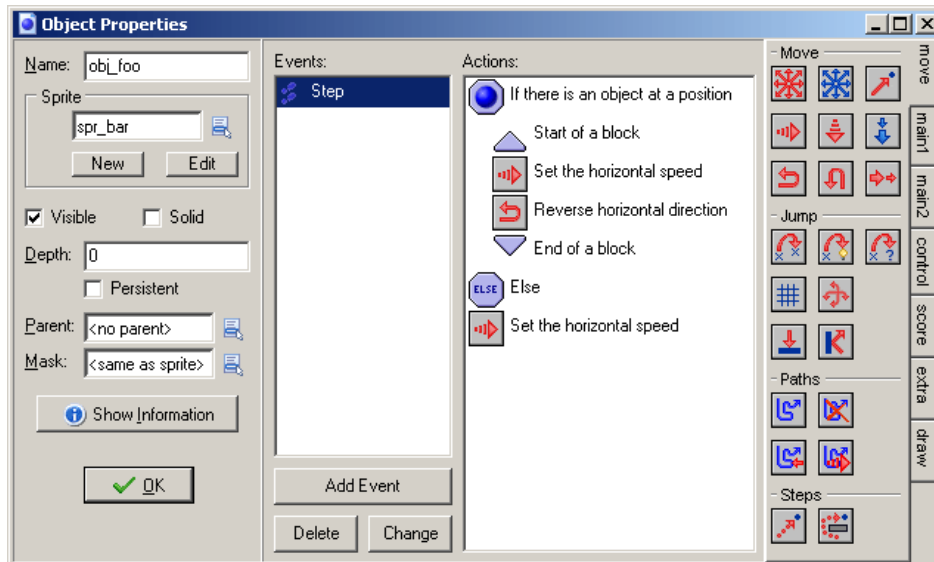 Object Properties
Name: obj_foo
Sprite
spr_bar
New Edit
Visible Solid
Depth: 0
Persistent
Parent: <no parent>
Mask: <same as sprite>
Show Information
OK
Events:
Step
Add Event
Delete Change
Actions:
If there is an object at a position
Start of a block
Set the horizontal speed
Reverse horizontal direction
End of a block
ELSE Else
Set the horizontal speed
Move
Jump
Paths
Steps
move
main1
main2
control
score
extra
draw